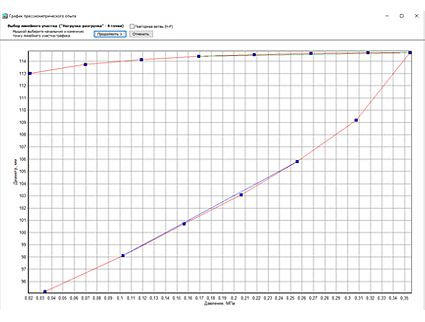 График прессиометрического опыта
Выбор линейного участка ("Нагрузка-разгрузка" - 4 точки)
Повторная ветвь (H-P)
Мышкой выберите начальную и конечную
точку линейного участка графика
Продолжить >
Отменить
114
113
112
111
110
109
108
107
106
105
104
103
102
101
100
99
98
97
96
Диаметр, мм
0,02 0,03 0,04 0,05 0,06 0,07 0,08 0,09 0,1 0,11 0,12 0,13 0,14 0,15 0,16 0,17 0,18 0,19 0,2 0,21 0,22 0,23 0,24 0,25 0,26 0,27 0,28 0,29 0,3 0,31 0,32 0,33 0,34 0,35
Давление, МПа